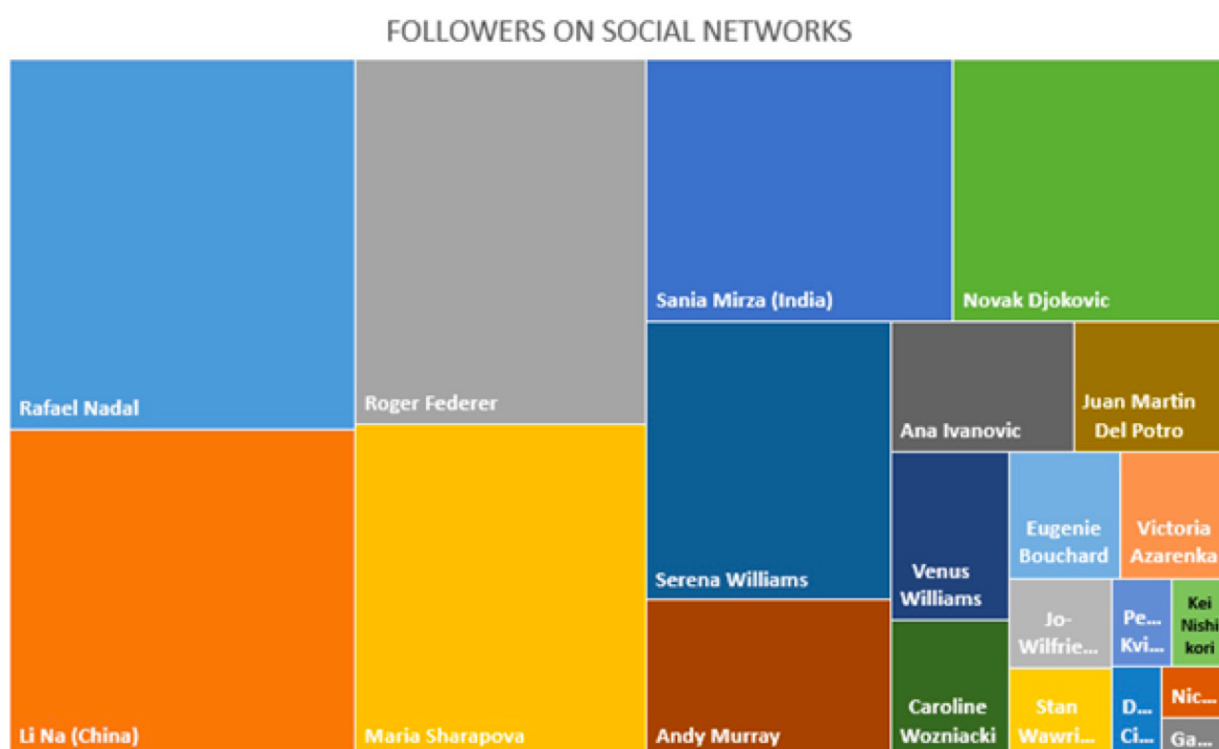 FOLLOWERS ON SOCIAL NETWORKS
Rafael Nadal
Roger Federer
Sania Mirza (India)
Novak Djokovic
Li Na (China)
Maria Sharapova
Serena Williams
Andy Murray
Ana Ivanovic
Juan Martin
Del Potro
Venus
Williams
Eugenie
Bouchard
Victoria
Azarenka
Caroline
Wozniacki
Jo-
Wilfrie...
Pe...
Kvi...
Kei
Nishi
kori
Stan
Wawri...
D...
Ci...
Nic...
Ga...